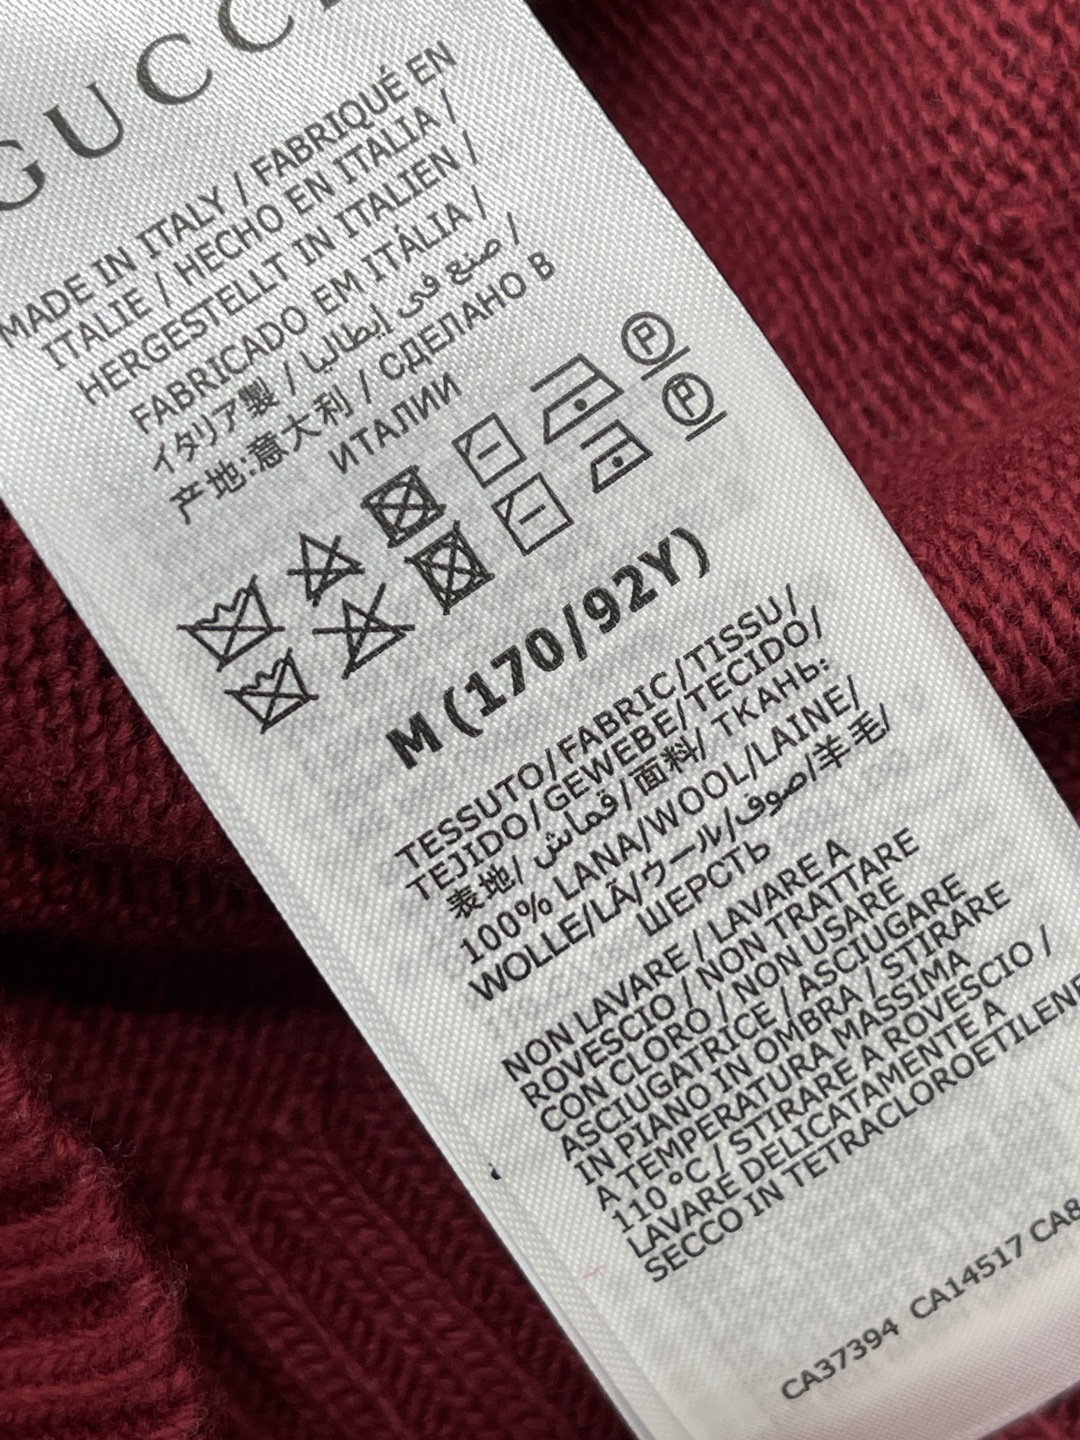 GUCCI
MADE IN ITALY / FABRIQUÉ EN
ITALIE / HECHO EN ITALIA /
HERGESTELLT IN ITALIEN /
FABRICADO EM ITÁLIA /
イタリア製 / صنع في إيطاليا /
产地:意大利 / СДЕЛАНО В
ИТАЛИИ
P
P
M (170/92Y)
TESSUTO/FABRIC/TISSU/
TEJIDO/GEWEBE/TECIDO/
表地/ قماش/面料/ ТКАНЬ:
100% LANA/WOOL/LAINE/
WOLLE/LÃ/ウール/صوف/羊毛/
ШЕРСТЬ
NON LAVARE / LAVARE A
ROVESCIO / NON TRATTARE
CON CLORO / NON USARE
ASCIUGATRICE / ASCIUGARE
IN PIANO IN OMBRA / STIRARE
A TEMPERATURA MASSIMA
110 °C / STIRARE A ROVESCIO /
LAVARE DELICATAMENTE A
SECCO IN TETRACLOROETILENE
CA37394 CA14517 CA8